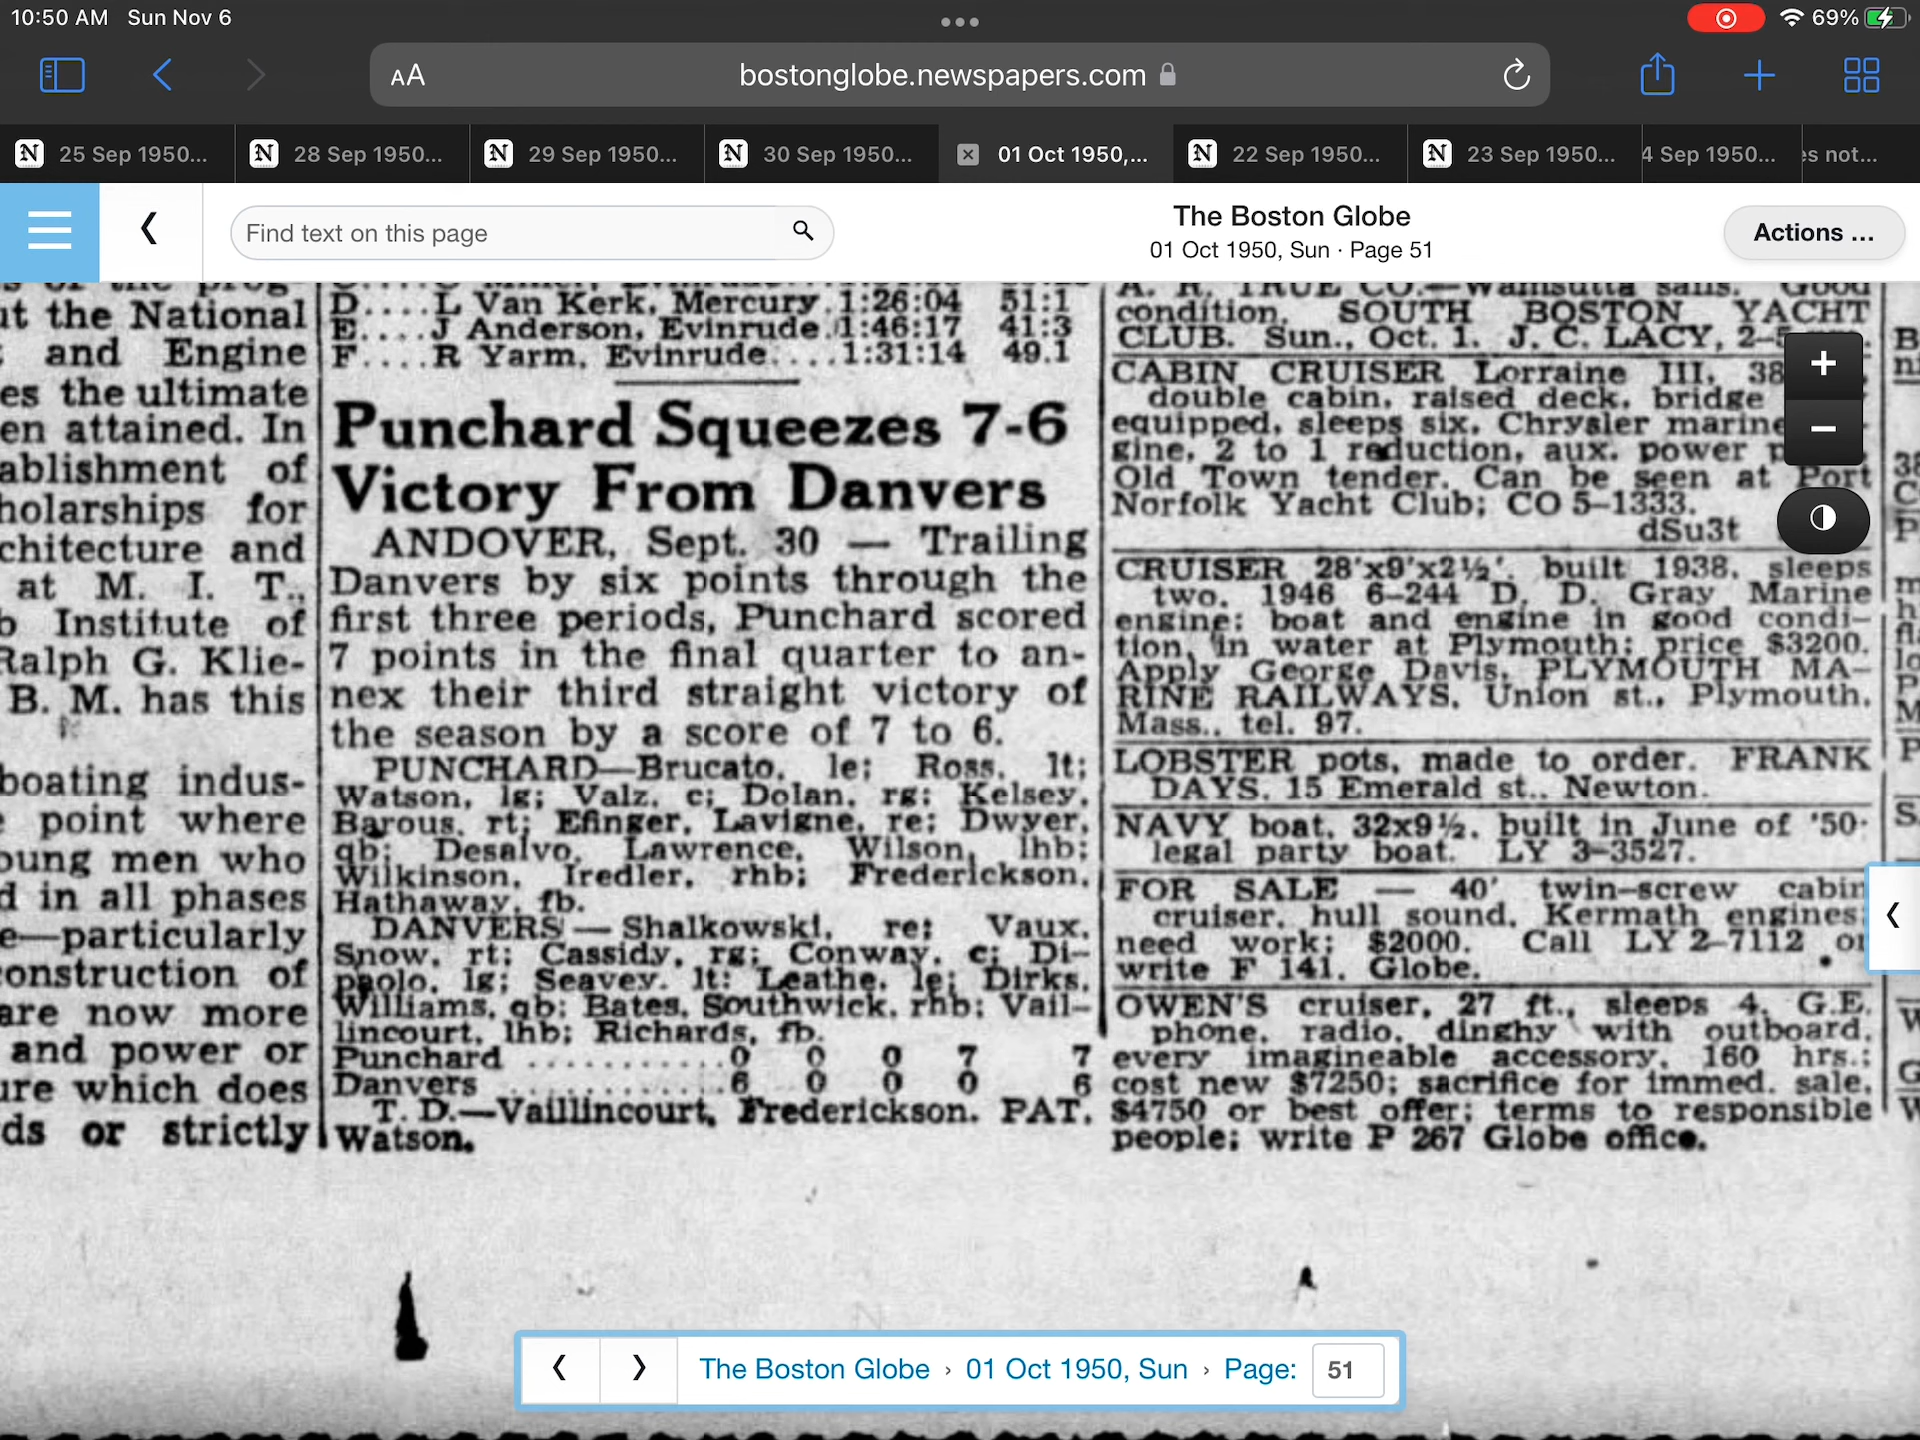 10:50 AM Sun Nov 6
69%
AA
bostonglobe.newspapers.com
25 Sep 1950...
28 Sep 1950...
29 Sep 1950...
30 Sep 1950...
01 Oct 1950,...
22 Sep 1950...
23 Sep 1950...
4 Sep 1950...
es not...
Find text on this page
The Boston Globe
01 Oct 1950, Sun · Page 51
Actions ...
ut the National
and Engine
es the ultimate
en attained. In
ablishment of
holarships for
chitecture and
at M. I. T.,
Institute of
Ralph G. Klie-
B. M. has this
boating indus-
point where
oung men who
d in all phases
e—particularly
onstruction of
are now more
and power or
ure which does
ds or strictly
D....L Van Kerk, Mercury.1:26:04 51:1
E....J Anderson, Evinrude.1:46:17 41:3
F....R Yarm, Evinrude....1:31:14 49.1
Punchard Squeezes 7-6
Victory From Danvers
ANDOVER, Sept. 30 — Trailing
Danvers by six points through the
first three periods, Punchard scored
7 points in the final quarter to an-
nex their third straight victory of
the season by a score of 7 to 6.
PUNCHARD—Brucato, le; Ross, lt;
Watson, lg; Valz, c; Dolan, rg; Kelsey,
Barous, rt; Efinger, Lavigne, re; Dwyer,
qb; Desalvo, Lawrence, Wilson, lhb;
Wilkinson, Iredler, rhb; Frederickson,
Hathaway, fb.
DANVERS — Shalkowski, re; Vaux,
Snow, rt; Cassidy, rg; Conway, c; Di-
paolo, lg; Seavey, lt; Leathe, le; Dirks,
Williams, qb; Bates, Southwick, rhb; Vail-
lincourt, lhb; Richards, fb.
Punchard ..........0 0 0 7 7
Danvers ...........6 0 0 0 6
T. D.—Vaillincourt, Frederickson. PAT,
Watson.
A. R. TRUE CO.—Wamsutta sails. Good
condition. SOUTH BOSTON YACHT
CLUB. Sun., Oct. 1. J. C. LACY, 2-5
CABIN CRUISER Lorraine III, 38
double cabin, raised deck, bridge
equipped, sleeps six, Chrysler marine
gine, 2 to 1 reduction, aux. power p
Old Town tender. Can be seen at Port
Norfolk Yacht Club; CO 5-1333.
dSu3t
CRUISER 28'x9'x2½', built 1938, sleeps
two. 1946 6-244 D. D. Gray Marine
engine; boat and engine in good condi-
tion, in water at Plymouth; price $3200.
Apply George Davis, PLYMOUTH MA-
RINE RAILWAYS, Union st., Plymouth,
Mass., tel. 97.
LOBSTER pots, made to order. FRANK
DAYS, 15 Emerald st., Newton.
NAVY boat, 32x9½, built in June of '50;
legal party boat. LY 3-3527.
FOR SALE — 40' twin-screw cabin
cruiser, hull sound, Kermath engines
need work; $2000. Call LY 2-7112 or
write F 141, Globe.
OWEN'S cruiser, 27 ft., sleeps 4, G.E.
phone, radio, dinghy with outboard,
every imagineable accessory, 160 hrs.;
cost new $7250; sacrifice for immed. sale,
$4750 or best offer; terms to responsible
people; write P 267 Globe office.
The Boston Globe › 01 Oct 1950, Sun › Page: 51